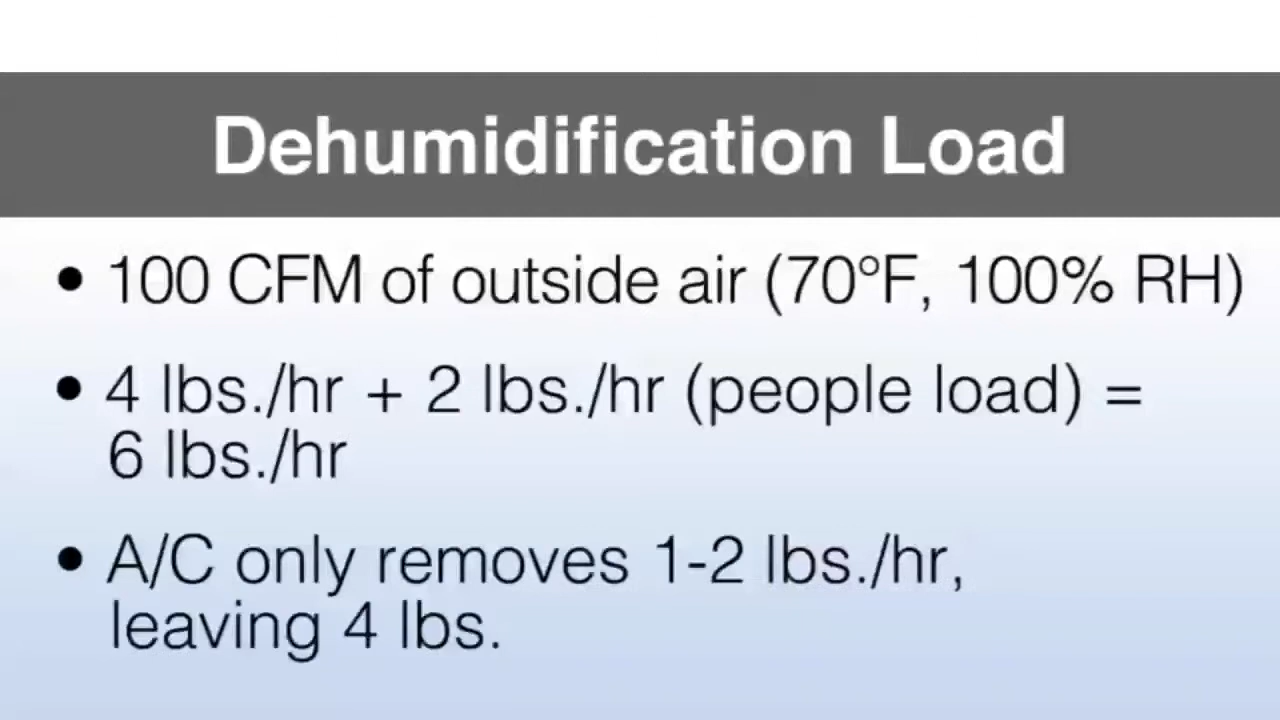 Dehumidification Load
• 100 CFM of outside air (70°F, 100% RH)
• 4 lbs./hr + 2 lbs./hr (people load) =
6 lbs./hr
• A/C only removes 1-2 lbs./hr,
leaving 4 lbs.